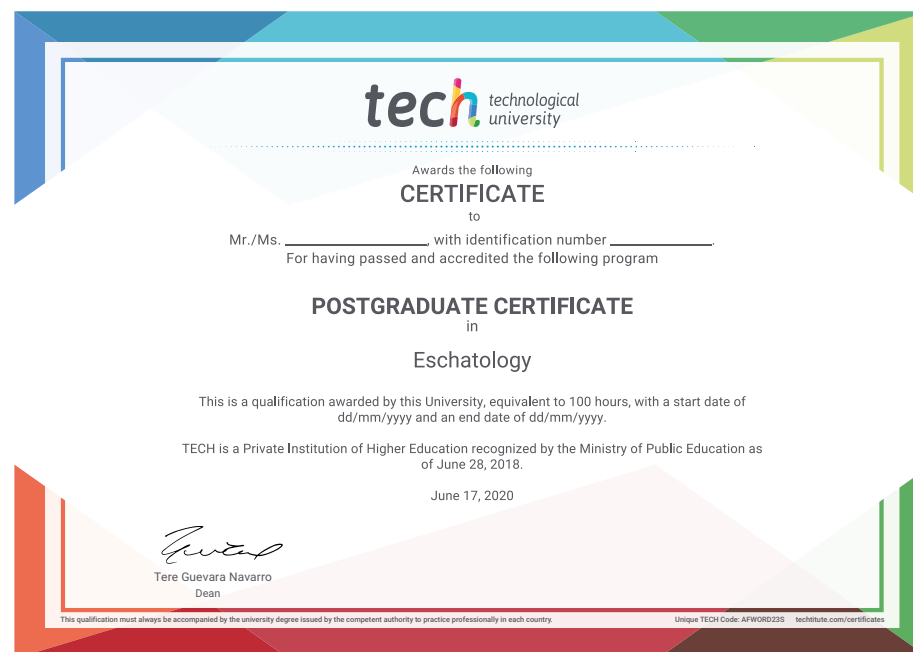 tech technological
university
Awards the following
CERTIFICATE
to
Mr./Ms. ____________________, with identification number ______________.
For having passed and accredited the following program
POSTGRADUATE CERTIFICATE
in
Eschatology
This is a qualification awarded by this University, equivalent to 100 hours, with a start date of
dd/mm/yyyy and an end date of dd/mm/yyyy.
TECH is a Private Institution of Higher Education recognized by the Ministry of Public Education as
of June 28, 2018.
June 17, 2020
Tere Guevara Navarro
Dean
This qualification must always be accompanied by the university degree issued by the competent authority to practice professionally in each country. Unique TECH Code: AFWORD23S techtitute.com/certificates